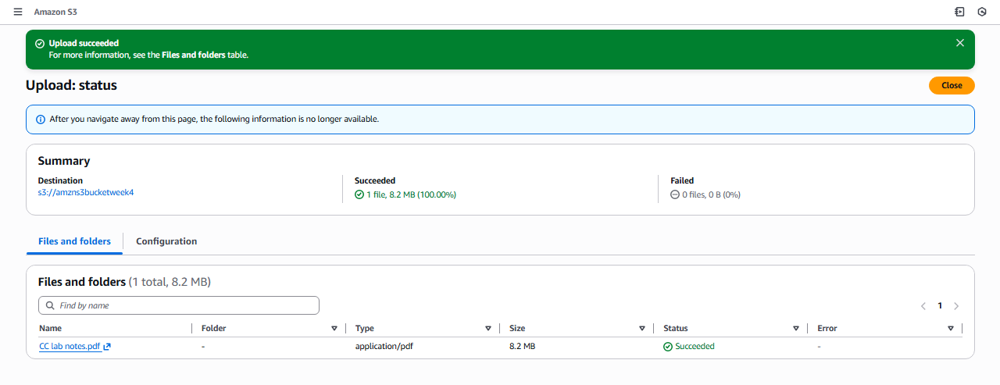 Amazon S3
Upload succeeded
For more information, see the Files and folders table.
Upload: status
Close
After you navigate away from this page, the following information is no longer available.
Summary
Destination
s3://amzns3bucketweek4
Succeeded
1 file, 8.2 MB (100.00%)
Failed
0 files, 0 B (0%)
Files and folders
Configuration
Files and folders (1 total, 8.2 MB)
Find by name
1
Name Folder Type Size Status Error
CC lab notes.pdf - application/pdf 8.2 MB Succeeded -